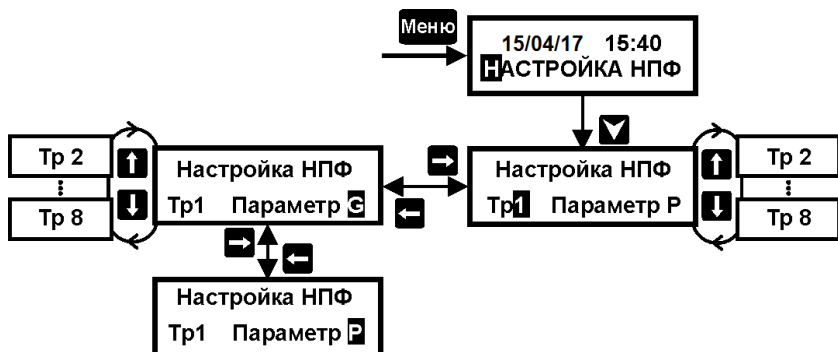 Меню
15/04/17 15:40
НАСТРОЙКА НПФ
Тр 2
Тр 8
Настройка НПФ
Тр1 Параметр G
Настройка НПФ
Тр1 Параметр P
Тр 2
Тр 8
Настройка НПФ
Тр1 Параметр P